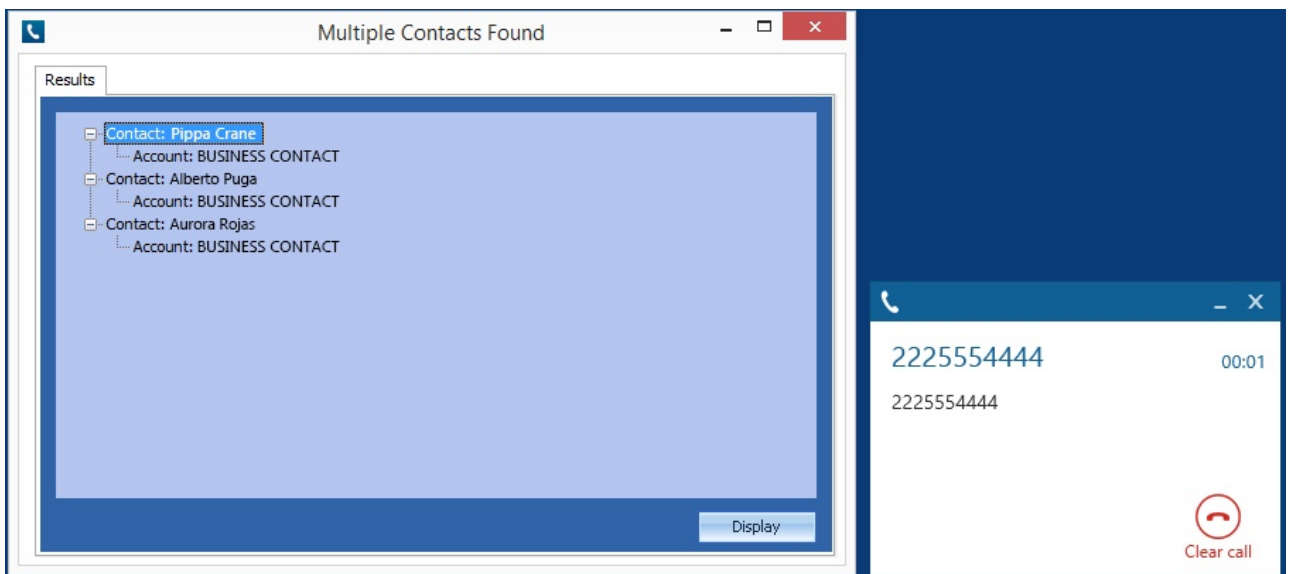 Multiple Contacts Found
Results
Contact: Pippa Crane
Account: BUSINESS CONTACT
Contact: Alberto Puga
Account: BUSINESS CONTACT
Contact: Aurora Rojas
Account: BUSINESS CONTACT
Display
2225554444 00:01
2225554444
Clear call